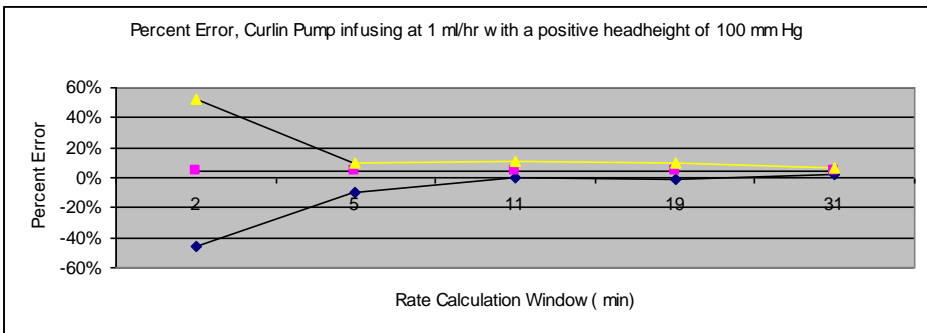 Percent Error, Curlin Pump infusing at 1 ml/hr with a positive headheight of 100 mm Hg
60%
40%
20%
0%
-20%
-40%
-60%
Percent Error
2 5 11 19 31
Rate Calculation Window ( min)